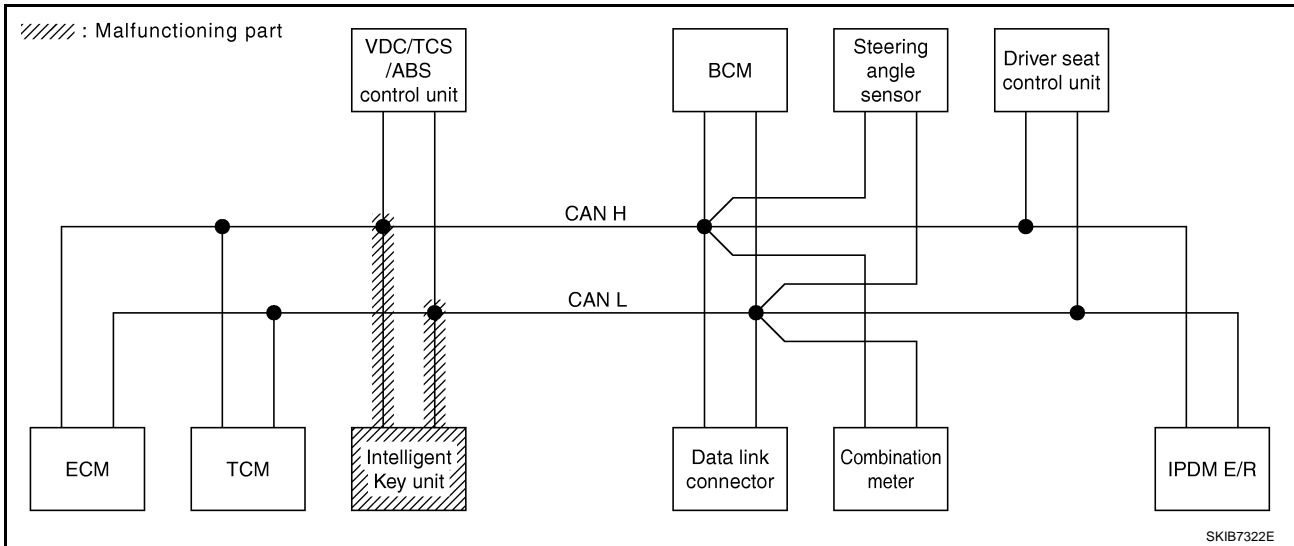 : Malfunctioning part
VDC/TCS
/ABS
control unit
BCM
Steering
angle
sensor
Driver seat
control unit
CAN H
CAN L
ECM
TCM
Intelligent
Key unit
Data link
connector
Combination
meter
IPDM E/R
SKIB7322E